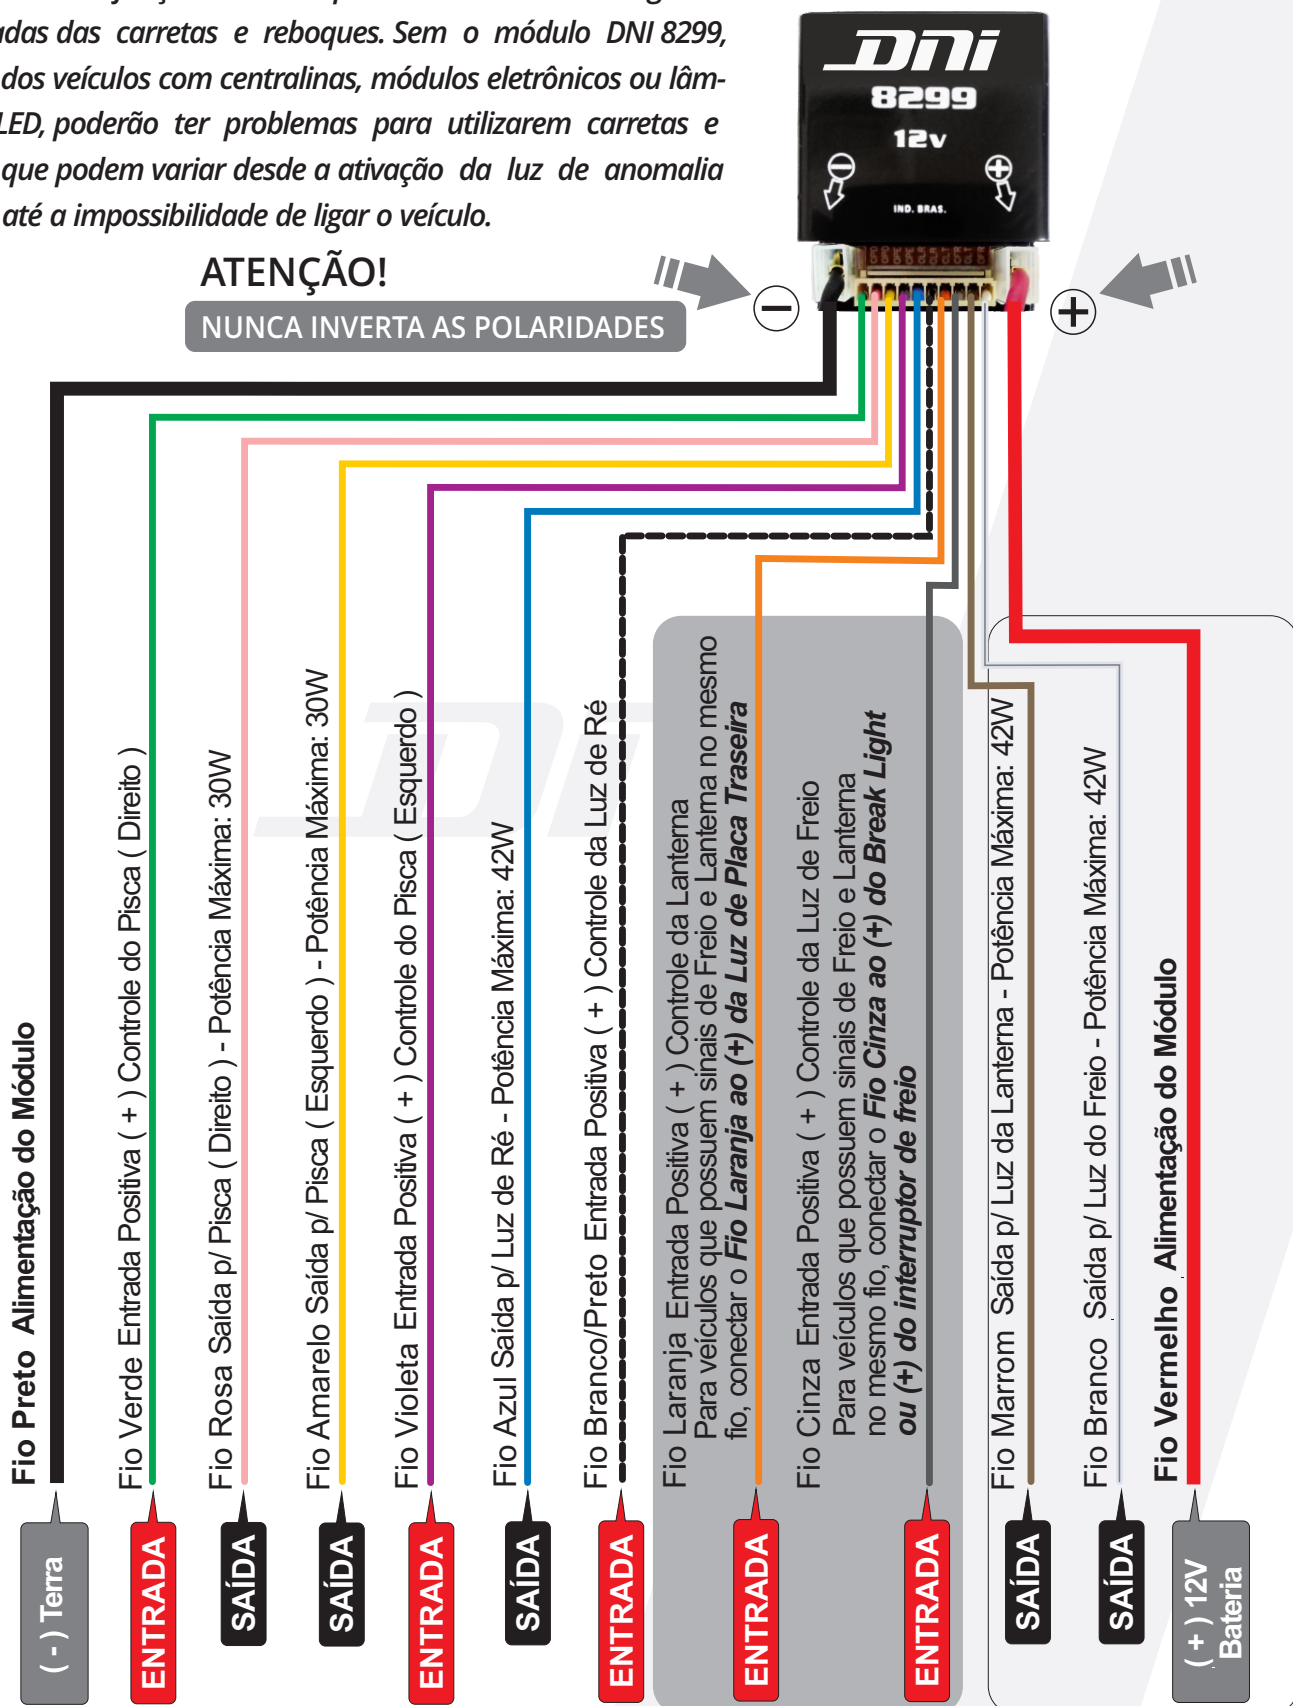 adas das carretas e reboques. Sem o módulo DNI 8299,
dos veículos com centralinas, módulos eletrônicos ou lâm-
LED, poderão ter problemas para utilizarem carretas e
que podem variar desde a ativação da luz de anomalia
até a impossibilidade de ligar o veículo.
DNi
8299
12v
IND. BRAS.
ATENÇÃO!
NUNCA INVERTA AS POLARIDADES
Fio Preto Alimentação do Módulo
Fio Verde Entrada Positiva ( + ) Controle do Pisca ( Direito )
Fio Rosa Saída p/ Pisca ( Direito ) - Potência Máxima: 30W
Fio Amarelo Saída p/ Pisca ( Esquerdo ) - Potência Máxima: 30W
Fio Violeta Entrada Positiva ( + ) Controle do Pisca ( Esquerdo )
Fio Azul Saída p/ Luz de Ré - Potência Máxima: 42W
Fio Branco/Preto Entrada Positiva ( + ) Controle da Luz de Ré
Fio Laranja Entrada Positiva ( + ) Controle da Lanterna
Para veículos que possuem sinais de Freio e Lanterna no mesmo
fio, conectar o Fio Laranja ao (+) da Luz de Placa Traseira
Fio Cinza Entrada Positiva ( + ) Controle da Luz de Freio
Para veículos que possuem sinais de Freio e Lanterna
no mesmo fio, conectar o Fio Cinza ao (+) do Break Light
ou (+) do interruptor de freio
Fio Marrom Saída p/ Luz da Lanterna - Potência Máxima: 42W
Fio Branco Saída p/ Luz do Freio - Potência Máxima: 42W
Fio Vermelho Alimentação do Módulo
( - ) Terra
ENTRADA
SAÍDA
SAÍDA
ENTRADA
SAÍDA
ENTRADA
ENTRADA
ENTRADA
SAÍDA
SAÍDA
( + ) 12V
Bateria